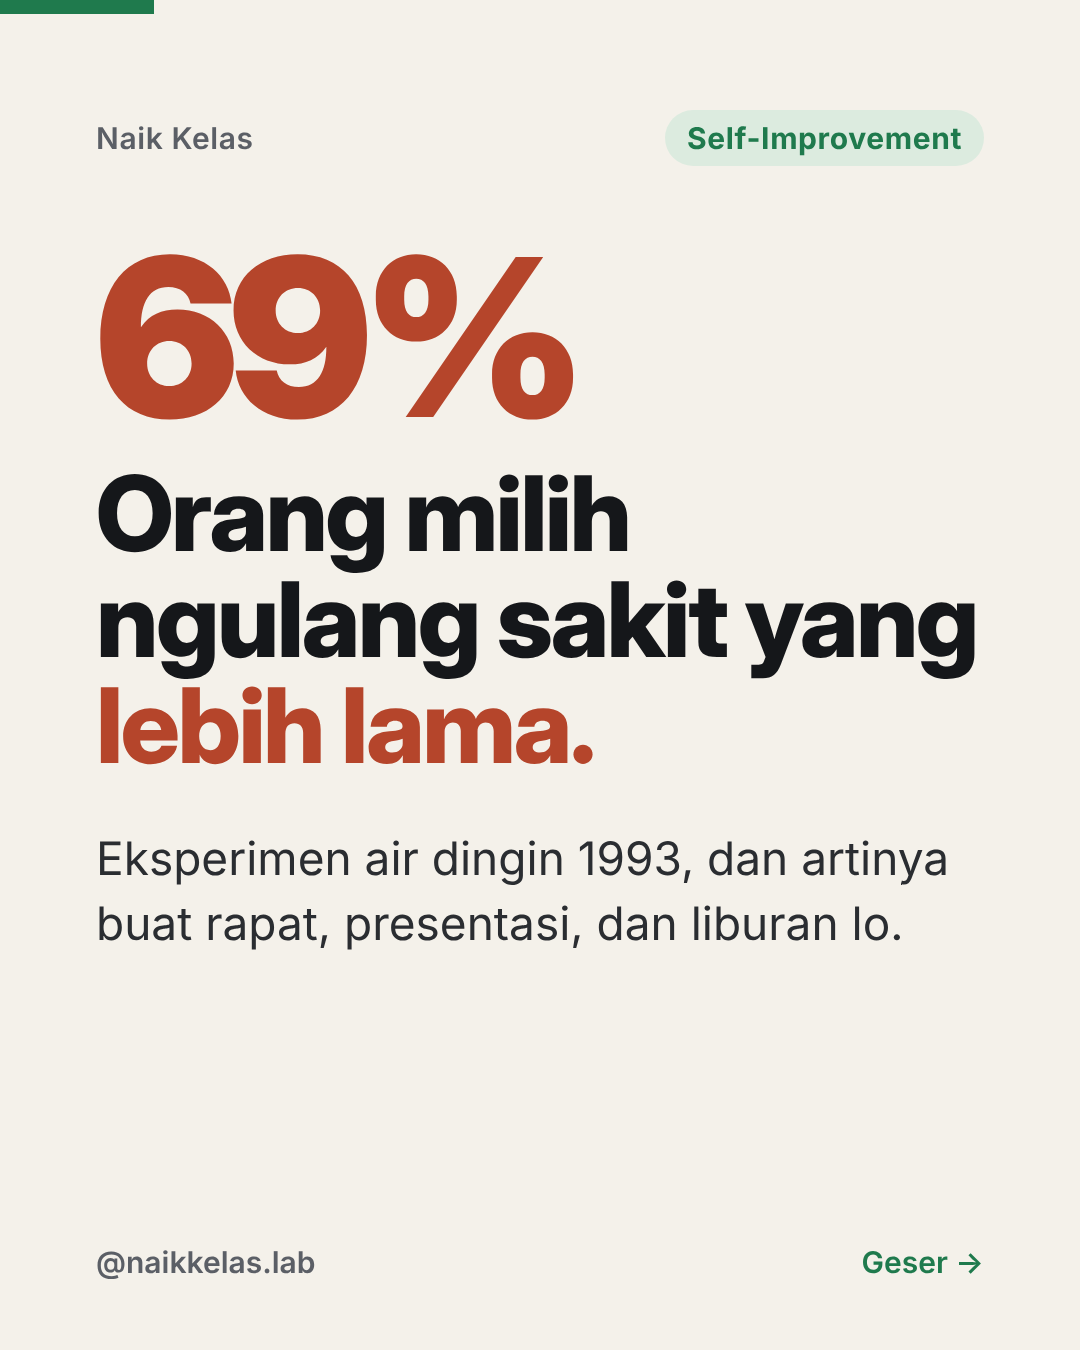 Naik Kelas
Self-Improvement
69%
Orang milih
ngulang sakit yang
lebih lama.
Eksperimen air dingin 1993, dan artinya
buat rapat, presentasi, dan liburan lo.
@naikkelas.lab
Geser →